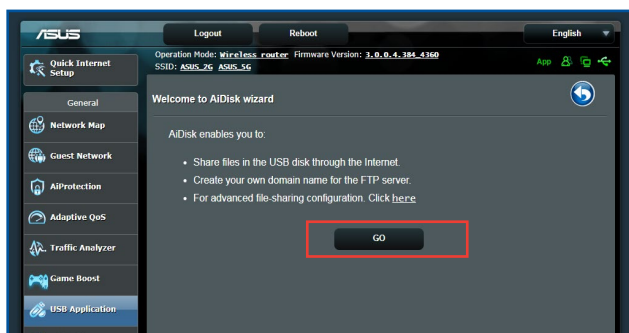 ASUS
Logout
Reboot
English
Quick Internet
Setup
Operation Mode: Wireless router Firmware Version: 3.0.0.4.384_4360
SSID: ASUS_2G ASUS_5G
App
General
Network Map
Guest Network
AiProtection
Adaptive QoS
Traffic Analyzer
Game Boost
USB Application
Welcome to AiDisk wizard
AiDisk enables you to:
• Share files in the USB disk through the Internet.
• Create your own domain name for the FTP server.
• For advanced file-sharing configuration. Click here
GO